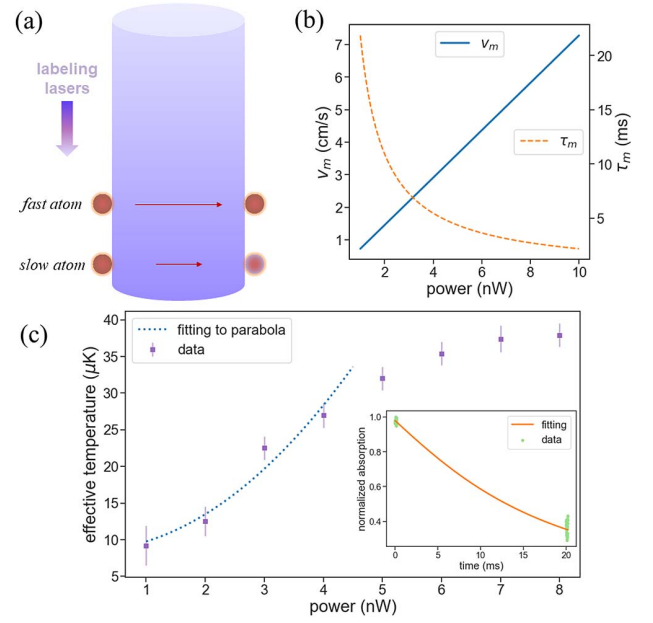 (a)
labeling
lasers
fast atom
slow atom
(b)
7
6
5
4
3
2
1
v_m (cm/s)
2
4
6
8
10
power (nW)
20
15
10
5
τ_m (ms)
v_m
τ_m
(c)
40
35
30
25
20
15
10
5
effective temperature (μK)
fitting to parabola
data
1
2
3
4
5
6
7
8
power (nW)
1.0
0.8
0.6
0.4
normalized absorption
fitting
data
0
5
10
15
20
time (ms)